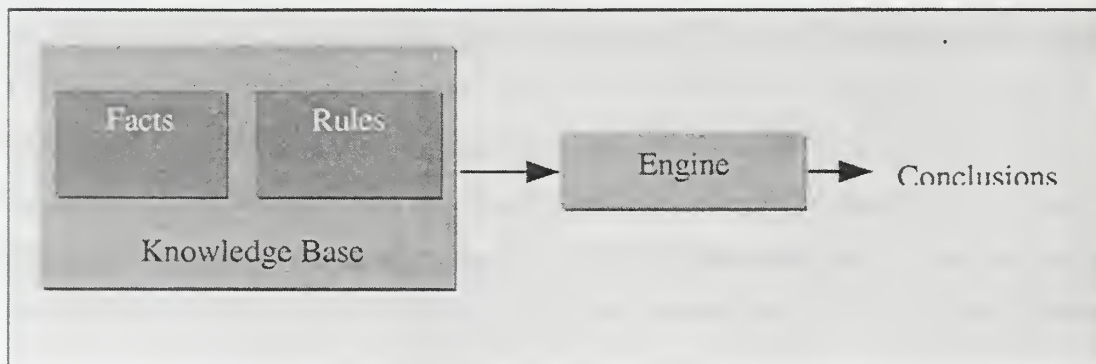 Facts
Rules
Engine
Conclusions
Knowledge Base